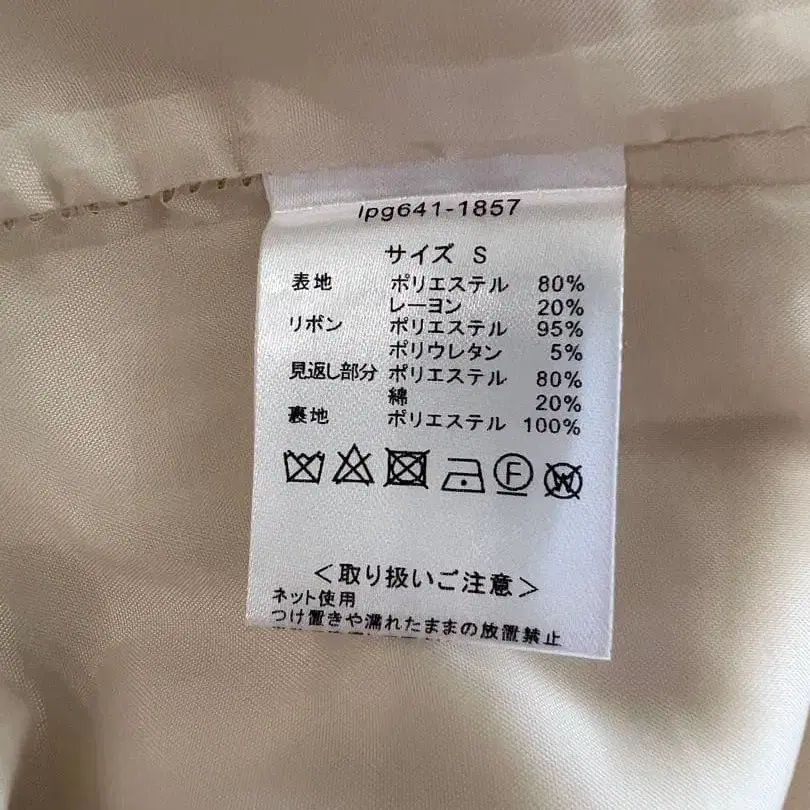 lpg641-1857
サイズ S
表地 ポリエステル 80%
レーヨン 20%
リボン ポリエステル 95%
ポリウレタン 5%
見返し部分 ポリエステル 80%
綿 20%
裏地 ポリエステル 100%
F W
＜取り扱いご注意＞
ネット使用
つけ置きや濡れたままの放置禁止